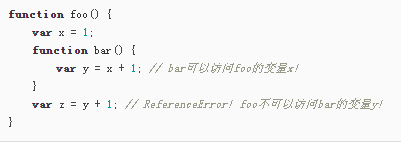 function foo() {
    var x = 1;
    function bar() {
        var y = x + 1; // bar可以访问foo的变量x!
    }
    var z = y + 1; // ReferenceError! foo不可以访问bar的变量y!
}